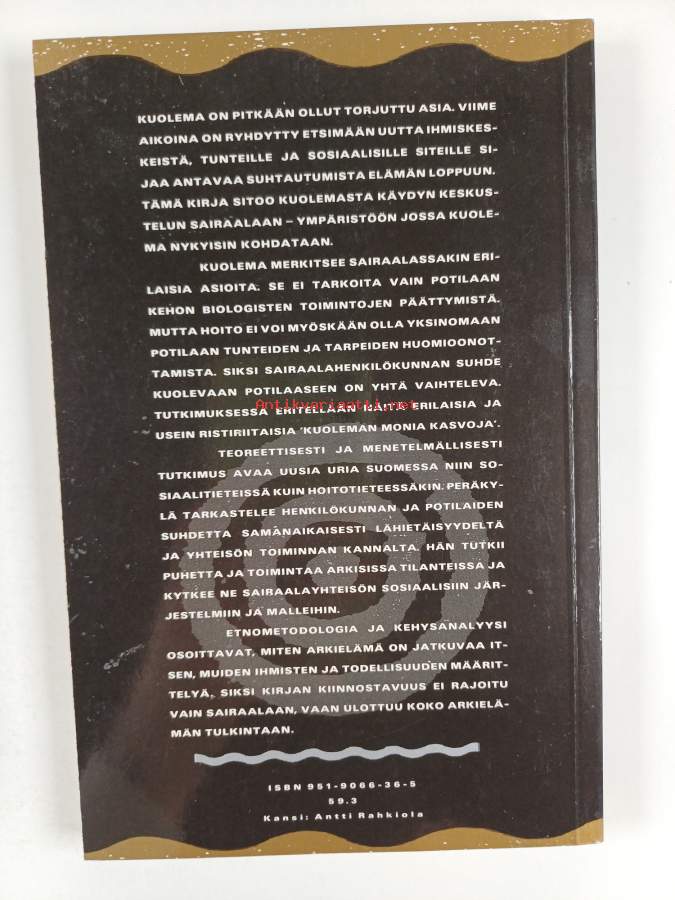 KUOLEMA ON PITKÄÄN OLLUT TORJUTTU ASIA. VIIME
AIKOINA ON RYHDYTTY ETSIMÄÄN UUTTA IHMISKES-
KEISTÄ, TUNTEILLE JA SOSIAALISILLE SITEILLE SI-
JAA ANTAVAA SUHTAUTUMISTA ELÄMÄN LOPPUUN.
TÄMÄ KIRJA SITOO KUOLEMASTA KÄYDYN KESKUS-
TELUN SAIRAALAAN – YMPÄRISTÖÖN JOSSA KUOLE-
MA NYKYISIN KOHDATAAN.
KUOLEMA MERKITSEE SAIRAALASSAKIN ERI-
LAISIA ASIOITA. SE EI TARKOITA VAIN POTILAAN
KEHON BIOLOGISTEN TOIMINTOJEN PÄÄTTYMISTÄ.
MUTTA HOITO EI VOI MYÖSKÄÄN OLLA YKSINOMAAN
POTILAAN TUNTEIDEN JA TARPEIDEN HUOMIOONOT-
TAMISTA. SIKSI SAIRAALAHENKILÖKUNNAN SUHDE
KUOLEVAAN POTILAASEEN ON YHTÄ VAIHTELEVA.
Antikvariaatti.net
TUTKIMUKSESSA ERITELLÄÄN NÄITÄ ERILAISIA JA
USEIN RISTIRIITAISIA 'KUOLEMAN MONIA KASVOJA'.
TEOREETTISESTI JA MENETELMÄLLISESTI
TUTKIMUS AVAA UUSIA URIA SUOMESSA NIIN SO-
SIAALITIETEISSÄ KUIN HOITOTIETEESSÄKIN. PERÄKY-
LÄ TARKASTELEE HENKILÖKUNNAN JA POTILAIDEN
SUHDETTA SAMANAIKAISESTI LÄHIETÄISYYDELTÄ
JA YHTEISÖN TOIMINNAN KANNALTA. HÄN TUTKII
PUHETTA JA TOIMINTAA ARKISISSA TILANTEISSA JA
KYTKEE NE SAIRAALAYHTEISÖN SOSIAALISIIN JÄR-
JESTELMIIN JA MALLEIHIN.
ETNOMETODOLOGIA JA KEHYSANALYYSI
OSOITTAVAT, MITEN ARKIELÄMÄ ON JATKUVAA IT-
SEN, MUIDEN IHMISTEN JA TODELLISUUDEN MÄÄRIT-
TELYÄ. SIKSI KIRJAN KIINNOSTAVUUS EI RAJOITU
VAIN SAIRAALAAN, VAAN ULOTTUU KOKO ARKIELÄ-
MÄN TULKINTAAN.
ISBN 951-9066-36-5
59.3
Kansi: Antti Rahkiola